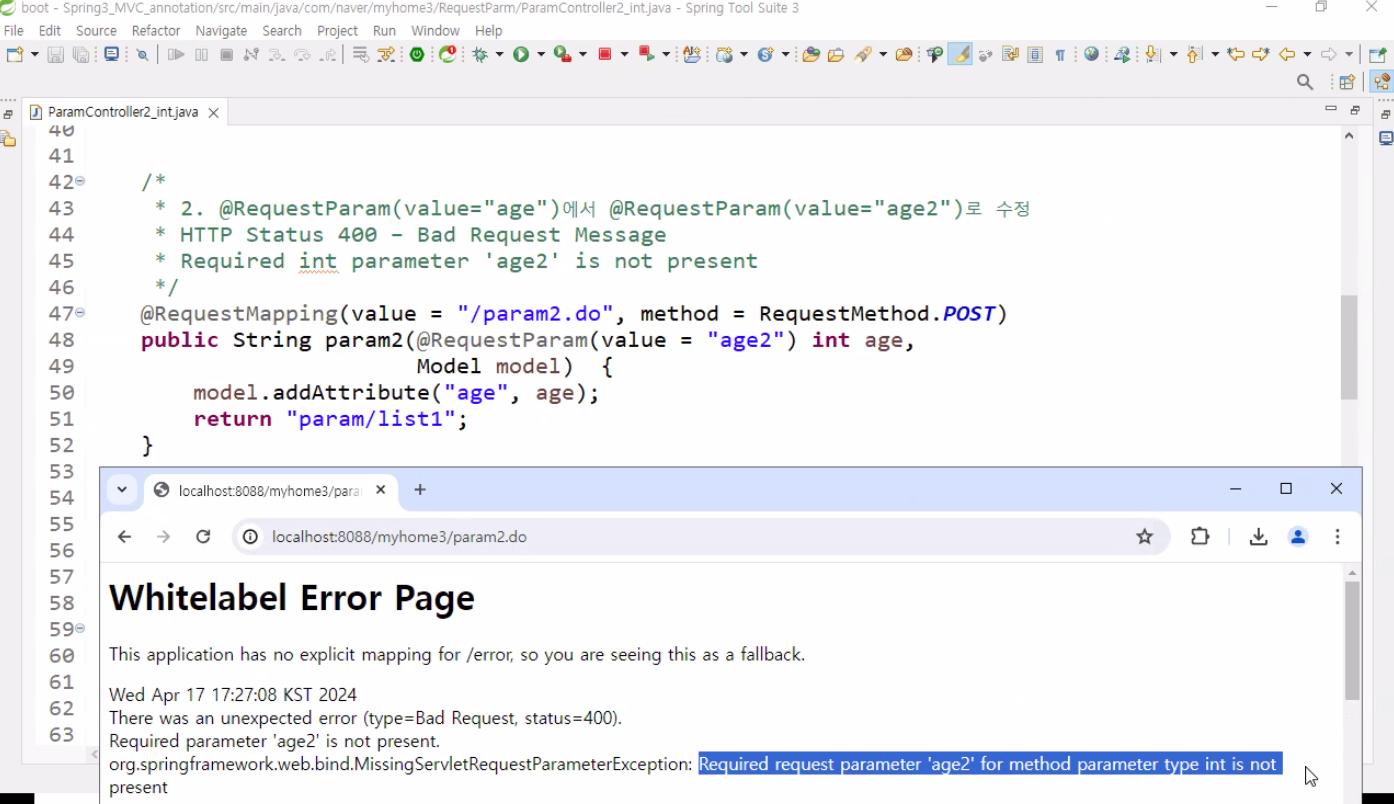 boot - Spring3_MVC_annotation/src/main/java/com/naver/myhome3/RequestParm/ParamController2_int.java - Spring Tool Suite 3
File Edit Source Refactor Navigate Search Project Run Window Help
ParamController2_int.java
40
41
42 /*
43 * 2. @RequestParam(value="age")에서 @RequestParam(value="age2")로 수정
44 * HTTP Status 400 – Bad Request Message
45 * Required int parameter 'age2' is not present
46 */
47 @RequestMapping(value = "/param2.do", method = RequestMethod.POST)
48 public String param2(@RequestParam(value = "age2") int age,
49 Model model) {
50 model.addAttribute("age", age);
51 return "param/list1";
52 }
53
54
55
56
57
58
59
60
61
62
63
localhost:8088/myhome3/para
localhost:8088/myhome3/param2.do
Whitelabel Error Page
This application has no explicit mapping for /error, so you are seeing this as a fallback.
Wed Apr 17 17:27:08 KST 2024
There was an unexpected error (type=Bad Request, status=400).
Required parameter 'age2' is not present.
org.springframework.web.bind.MissingServletRequestParameterException: Required request parameter 'age2' for method parameter type int is not
present